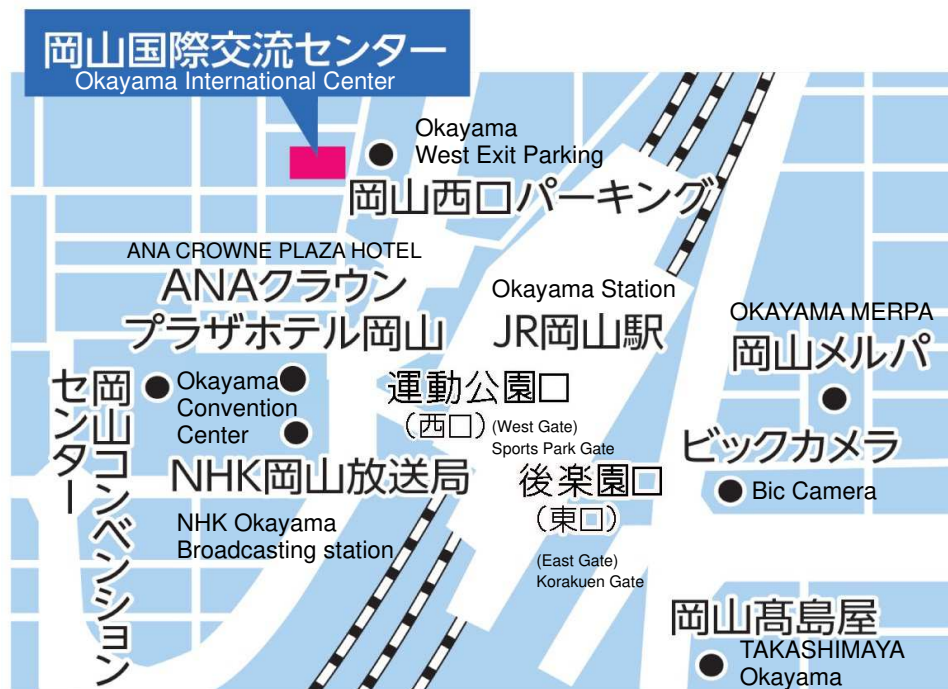 岡山国際交流センター
Okayama International Center
Okayama
West Exit Parking
岡山西口パーキング
ANA CROWNE PLAZA HOTEL
ANAクラウン
プラザホテル岡山
Okayama Station
JR岡山駅
OKAYAMA MERPA
岡山メルパ
岡山コンベンション
センター
Okayama
Convention
Center
運動公園口
(西口)
(West Gate)
Sports Park Gate
ビックカメラ
Bic Camera
NHK岡山放送局
NHK Okayama
Broadcasting station
後楽園口
(東口)
(East Gate)
Korakuen Gate
岡山髙島屋
TAKASHIMAYA
Okayama